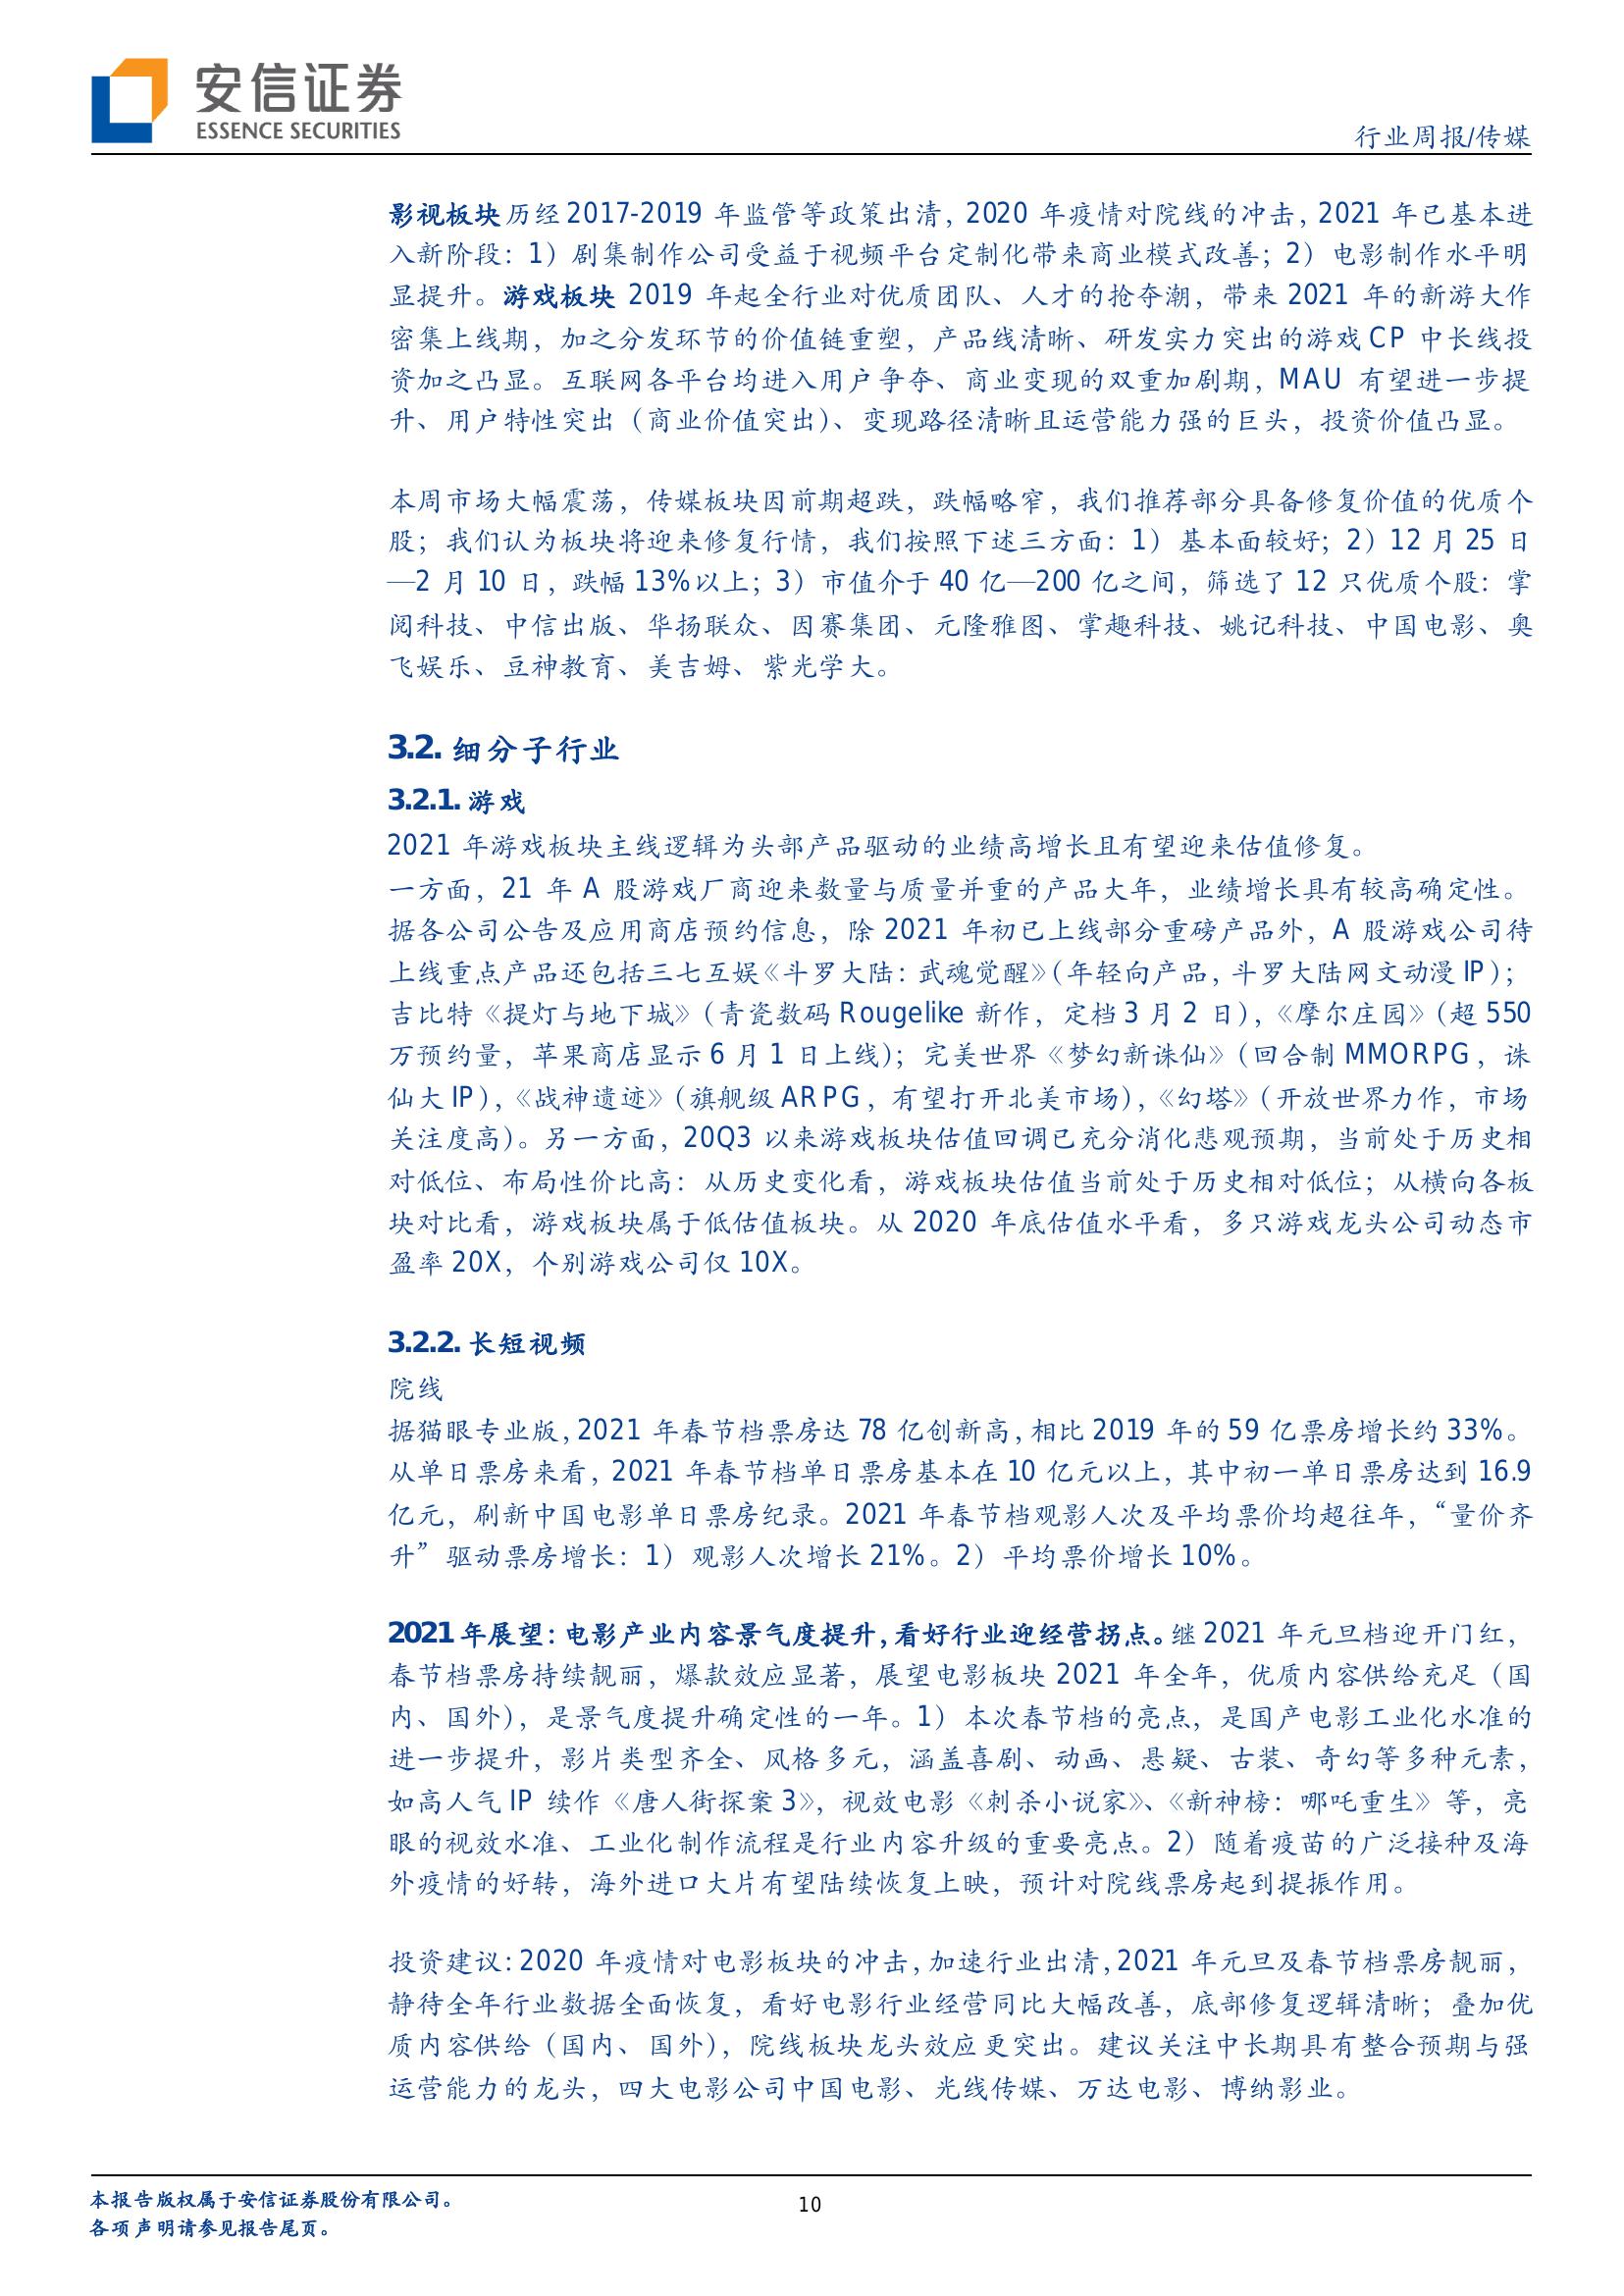 安信证券
ESSENCE SECURITIES
行业周报/传媒
影视板块历经 2017-2019 年监管等政策出清，2020 年疫情对院线的冲击，2021 年已基本进
入新阶段：1）剧集制作公司受益于视频平台定制化带来商业模式改善；2）电影制作水平明
显提升。游戏板块 2019 年起全行业对优质团队、人才的抢夺潮，带来 2021 年的新游大作
密集上线期，加之分发环节的价值链重塑，产品线清晰、研发实力突出的游戏 CP 中长线投
资加之凸显。互联网各平台均进入用户争夺、商业变现的双重加剧期，MAU 有望进一步提
升、用户特性突出（商业价值突出）、变现路径清晰且运营能力强的巨头，投资价值凸显。
本周市场大幅震荡，传媒板块因前期超跌，跌幅略窄，我们推荐部分具备修复价值的优质个
股；我们认为板块将迎来修复行情，我们按照下述三方面：1）基本面较好；2）12 月 25 日
—2 月 10 日，跌幅 13%以上；3）市值介于 40 亿—200 亿之间，筛选了 12 只优质个股：掌
阅科技、中信出版、华扬联众、因赛集团、元隆雅图、掌趣科技、姚记科技、中国电影、奥
飞娱乐、豆神教育、美吉姆、紫光学大。
3.2. 细分子行业
3.2.1. 游戏
2021 年游戏板块主线逻辑为头部产品驱动的业绩高增长且有望迎来估值修复。
一方面，21 年 A 股游戏厂商迎来数量与质量并重的产品大年，业绩增长具有较高确定性。
据各公司公告及应用商店预约信息，除 2021 年初已上线部分重磅产品外，A 股游戏公司待
上线重点产品还包括三七互娱《斗罗大陆：武魂觉醒》（年轻向产品，斗罗大陆网文动漫 IP）；
吉比特《提灯与地下城》（青瓷数码 Rougelike 新作，定档 3 月 2 日），《摩尔庄园》（超 550
万预约量，苹果商店显示 6 月 1 日上线）；完美世界《梦幻新诛仙》（回合制 MMORPG，诛
仙大 IP），《战神遗迹》（旗舰级 ARPG，有望打开北美市场），《幻塔》（开放世界力作，市场
关注度高）。另一方面，20Q3 以来游戏板块估值回调已充分消化悲观预期，当前处于历史相
对低位、布局性价比高：从历史变化看，游戏板块估值当前处于历史相对低位；从横向各板
块对比看，游戏板块属于低估值板块。从 2020 年底估值水平看，多只游戏龙头公司动态市
盈率 20X，个别游戏公司仅 10X。
3.2.2. 长短视频
院线
据猫眼专业版，2021 年春节档票房达 78 亿创新高，相比 2019 年的 59 亿票房增长约 33%。
从单日票房来看，2021 年春节档单日票房基本在 10 亿元以上，其中初一单日票房达到 16.9
亿元，刷新中国电影单日票房纪录。2021 年春节档观影人次及平均票价均超往年，“量价齐
升”驱动票房增长：1）观影人次增长 21%。2）平均票价增长 10%。
2021 年展望：电影产业内容景气度提升，看好行业迎经营拐点。继 2021 年元旦档迎开门红，
春节档票房持续靓丽，爆款效应显著，展望电影板块 2021 年全年，优质内容供给充足（国
内、国外），是景气度提升确定性的一年。1）本次春节档的亮点，是国产电影工业化水准的
进一步提升，影片类型齐全、风格多元，涵盖喜剧、动画、悬疑、古装、奇幻等多种元素，
如高人气 IP 续作《唐人街探案 3》，视效电影《刺杀小说家》、《新神榜：哪吒重生》等，亮
眼的视效水准、工业化制作流程是行业内容升级的重要亮点。2）随着疫苗的广泛接种及海
外疫情的好转，海外进口大片有望陆续恢复上映，预计对院线票房起到提振作用。
投资建议：2020 年疫情对电影板块的冲击，加速行业出清，2021 年元旦及春节档票房靓丽，
静待全年行业数据全面恢复，看好电影行业经营同比大幅改善，底部修复逻辑清晰；叠加优
质内容供给（国内、国外），院线板块龙头效应更突出。建议关注中长期具有整合预期与强
运营能力的龙头，四大电影公司中国电影、光线传媒、万达电影、博纳影业。
本报告版权属于安信证券股份有限公司。
各项声明请参见报告尾页。
10